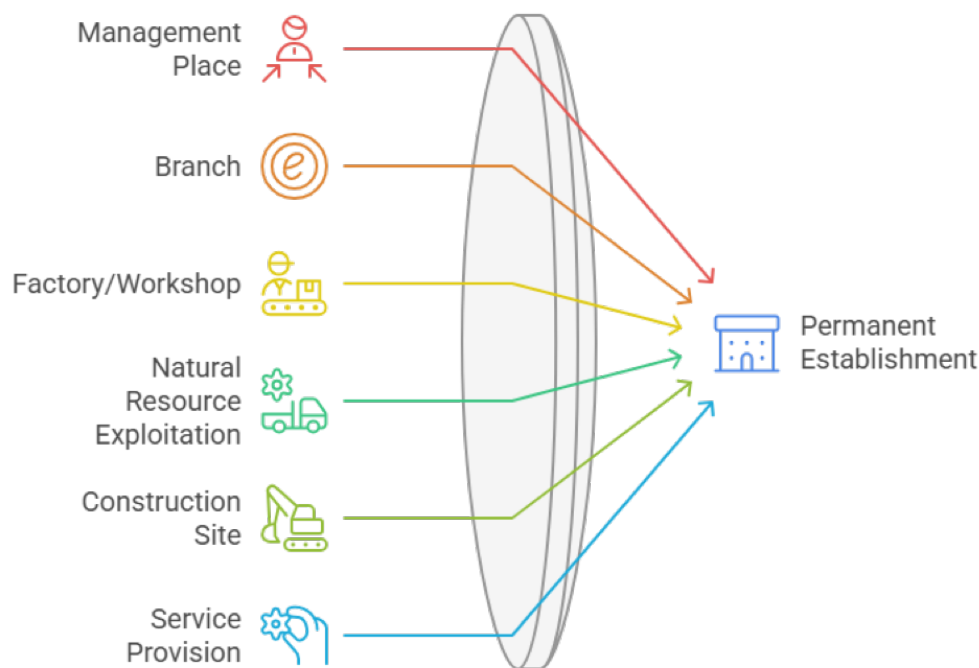 Management
Place
Branch
Factory/Workshop
Natural
Resource
Exploitation
Construction
Site
Service
Provision
Permanent
Establishment